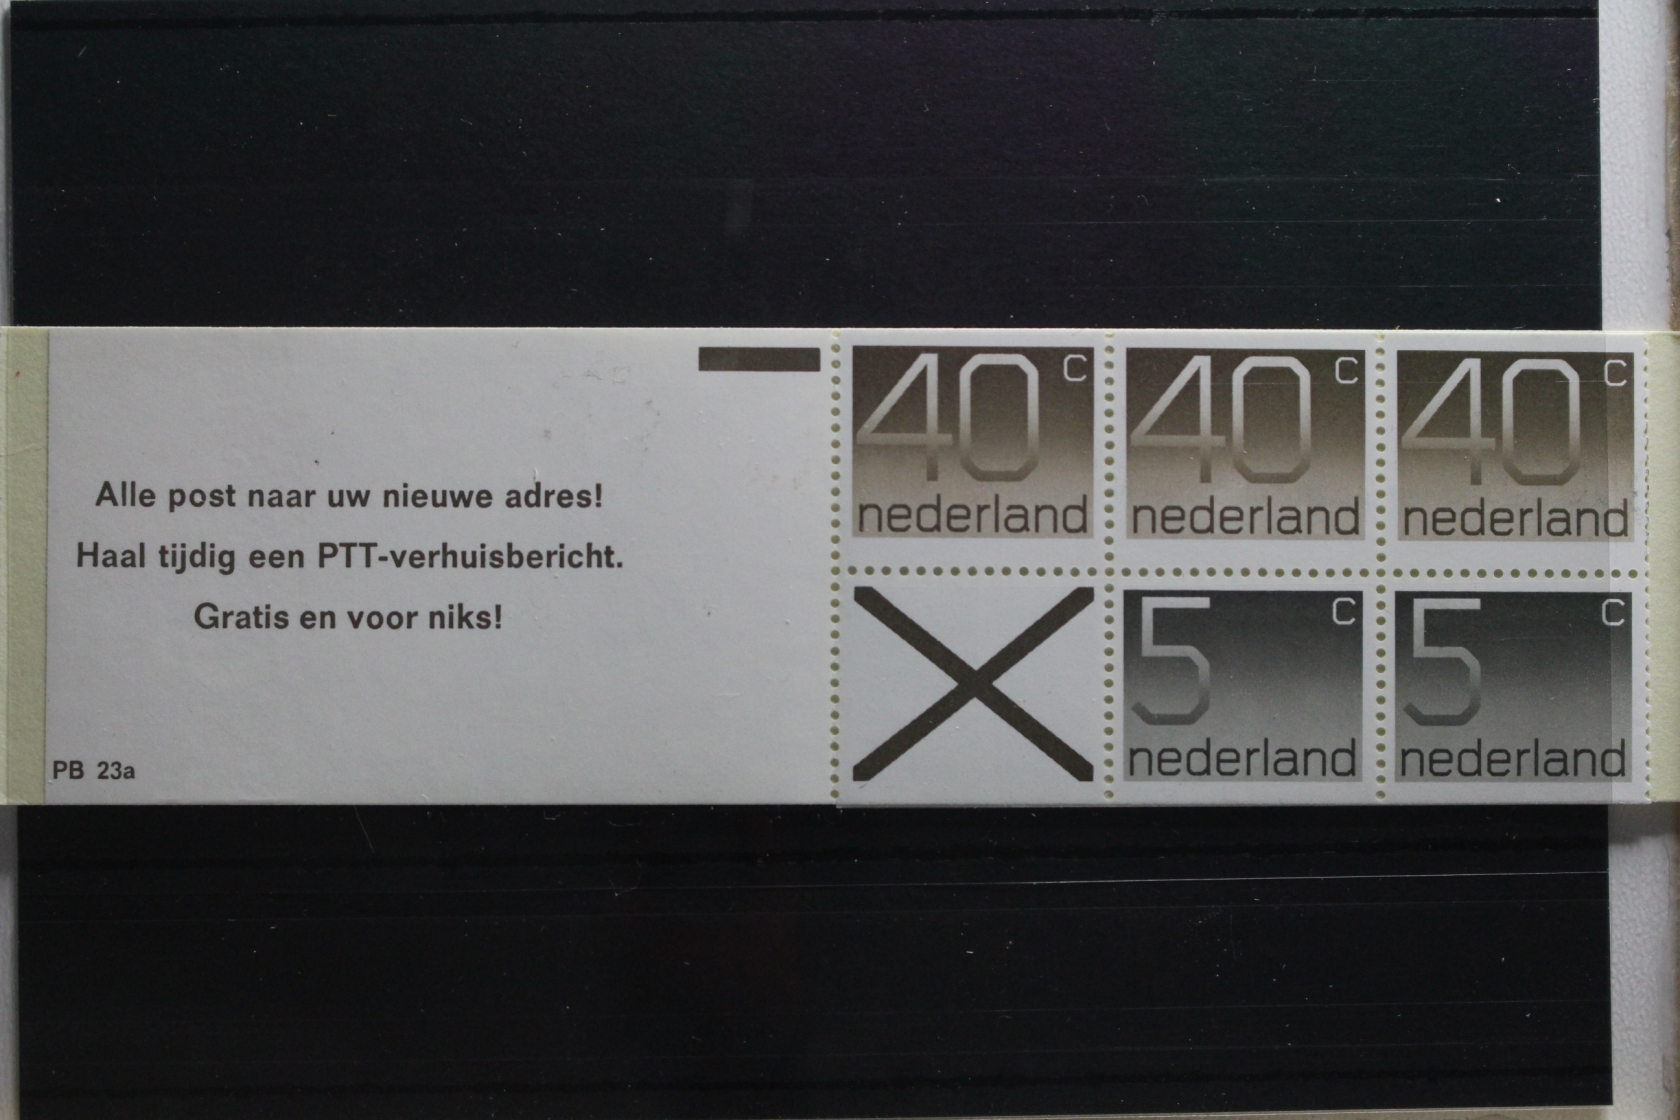 Alle post naar uw nieuwe adres!
Haal tijdig een PTT-verhuisbericht.
Gratis en voor niks!
PB 23a
40 c
nederland
40 c
nederland
40 c
nederland
5 c
nederland
5 c
nederland